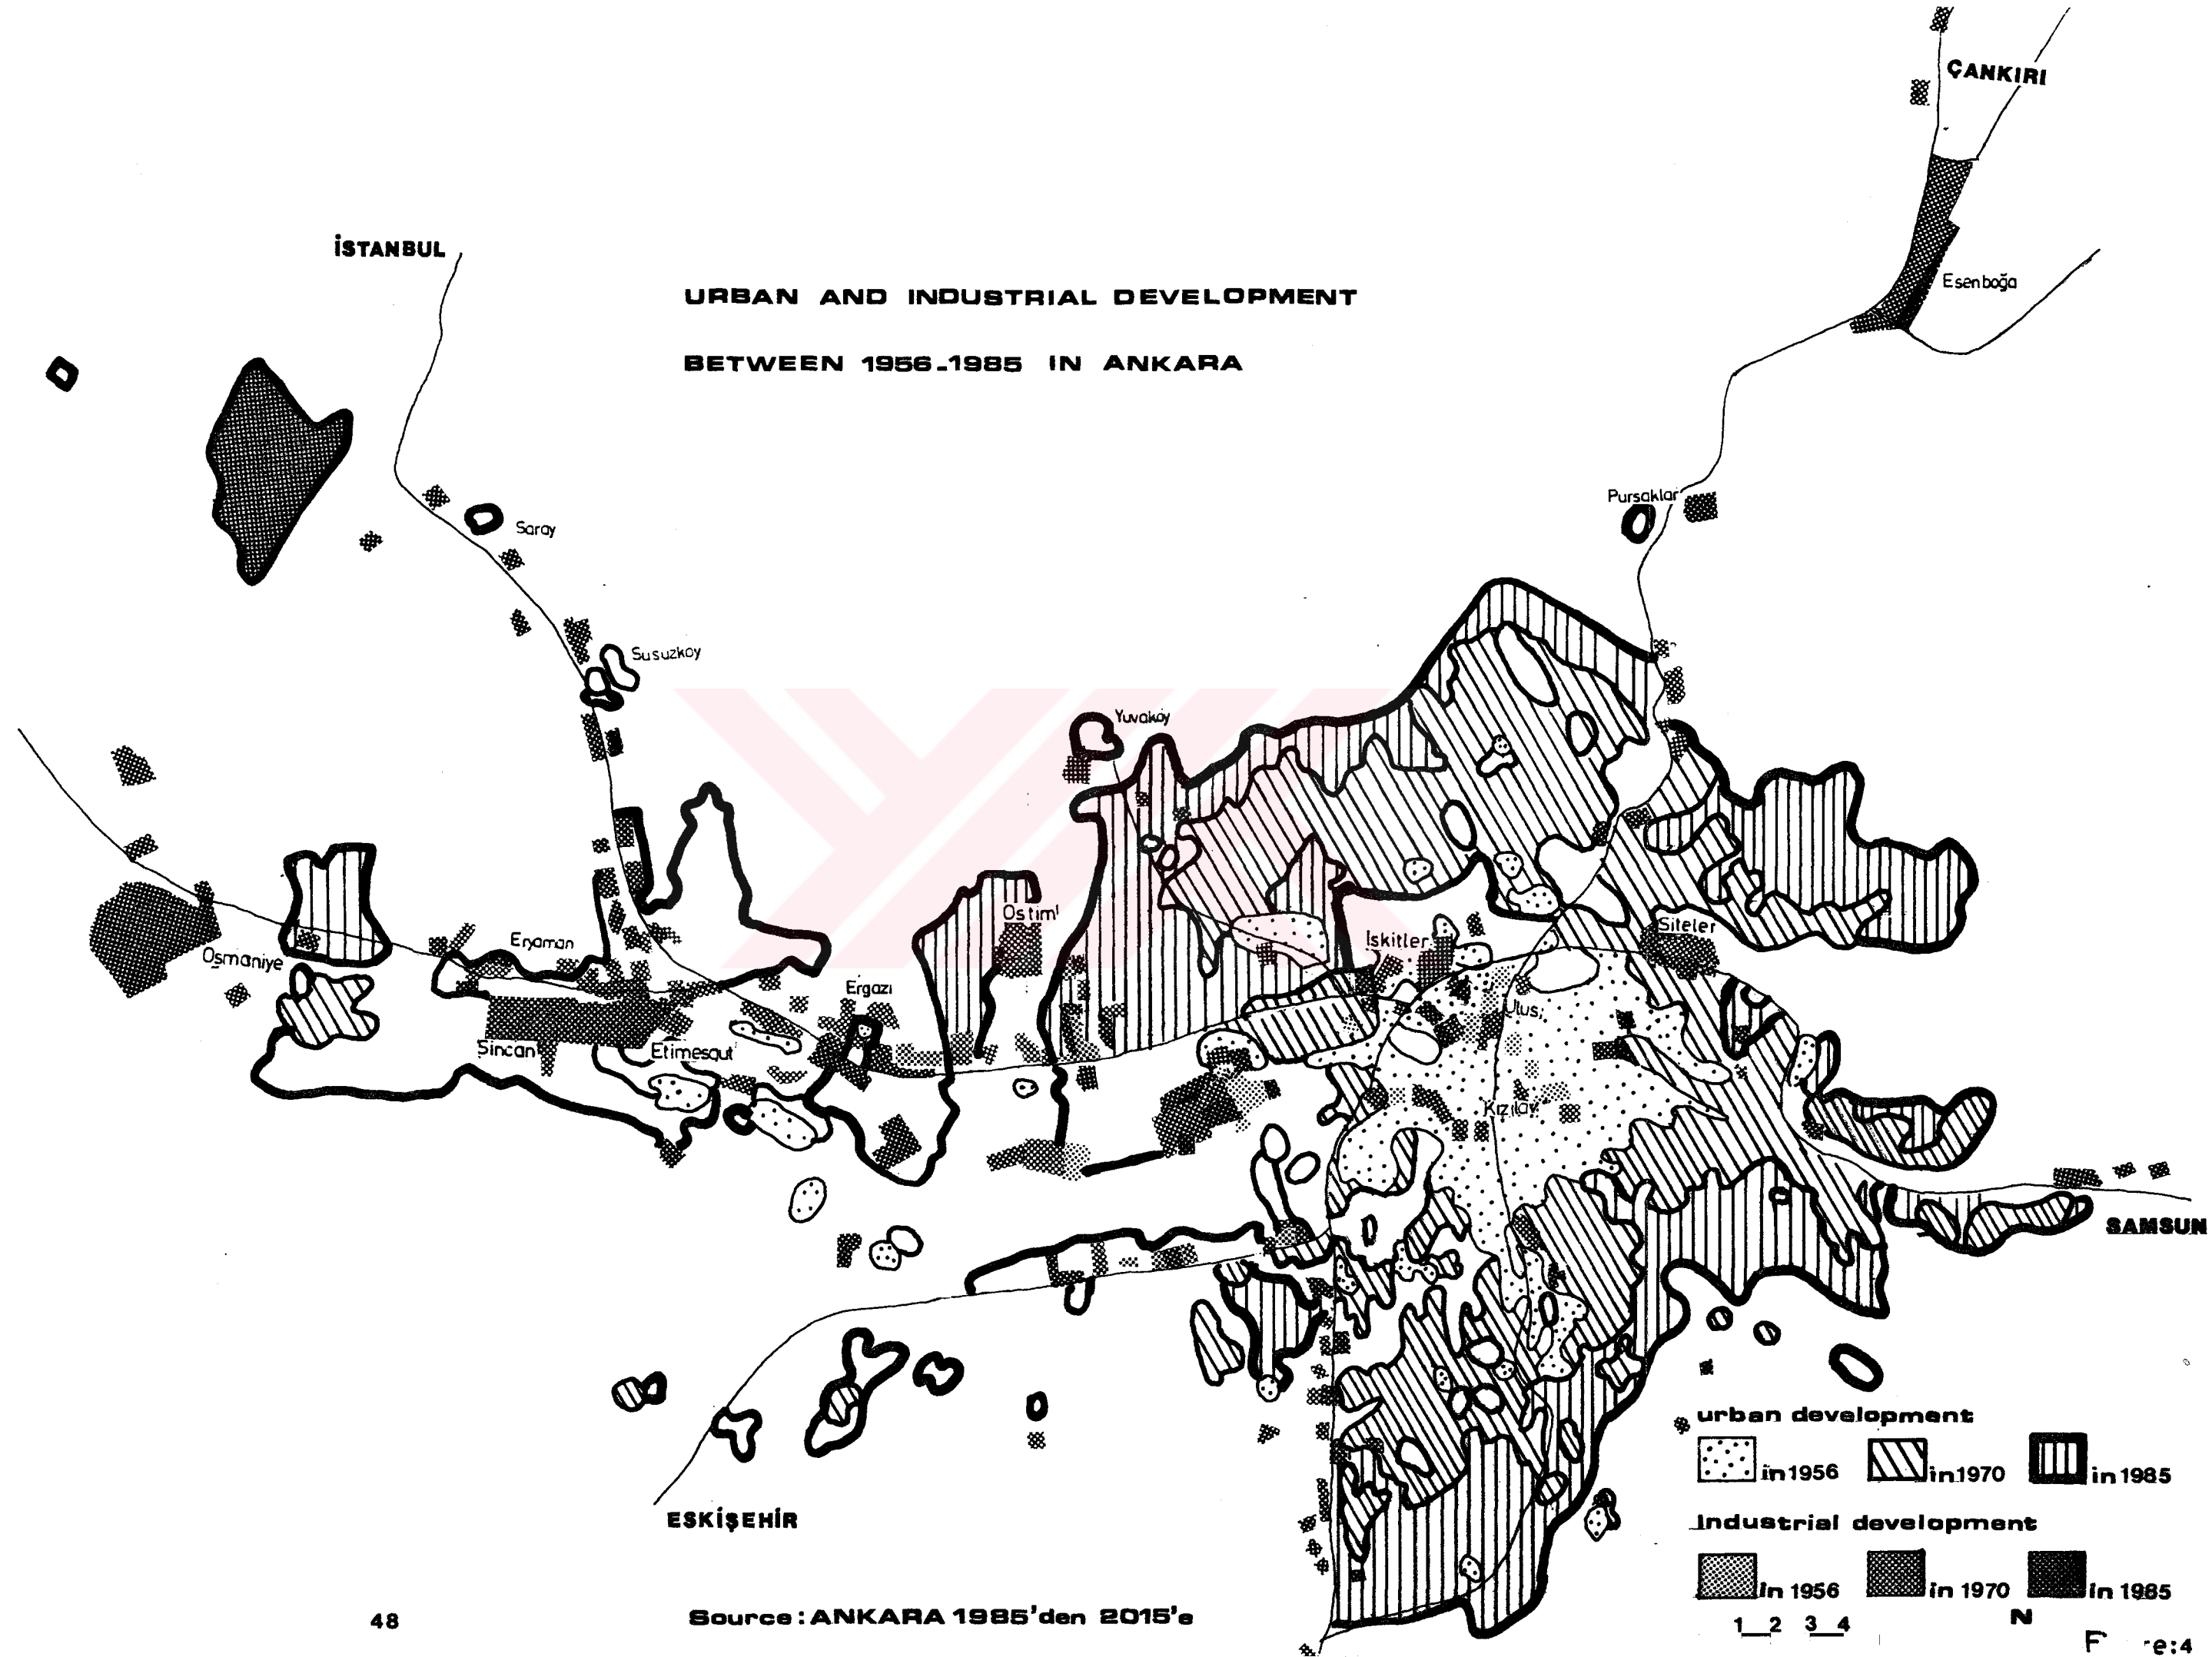 ÇANKIRI
İSTANBUL
URBAN AND INDUSTRIAL DEVELOPMENT
BETWEEN 1956-1985 IN ANKARA
Esenboğa
Pursaklar
Saray
Susuzkoy
Yuvaköy
Ostim
Siteler
Iskitler
Eryaman
Osmaniye
Ergazi
Ulus
Sincan
Etimesgut
Kızılay
SAMSUN
urban development
in 1956
in 1970
in 1985
ESKİŞEHİR
Industrial development
in 1956
in 1970
in 1985
48
Source: ANKARA 1985'den 2015'e
1 2 3 4
N